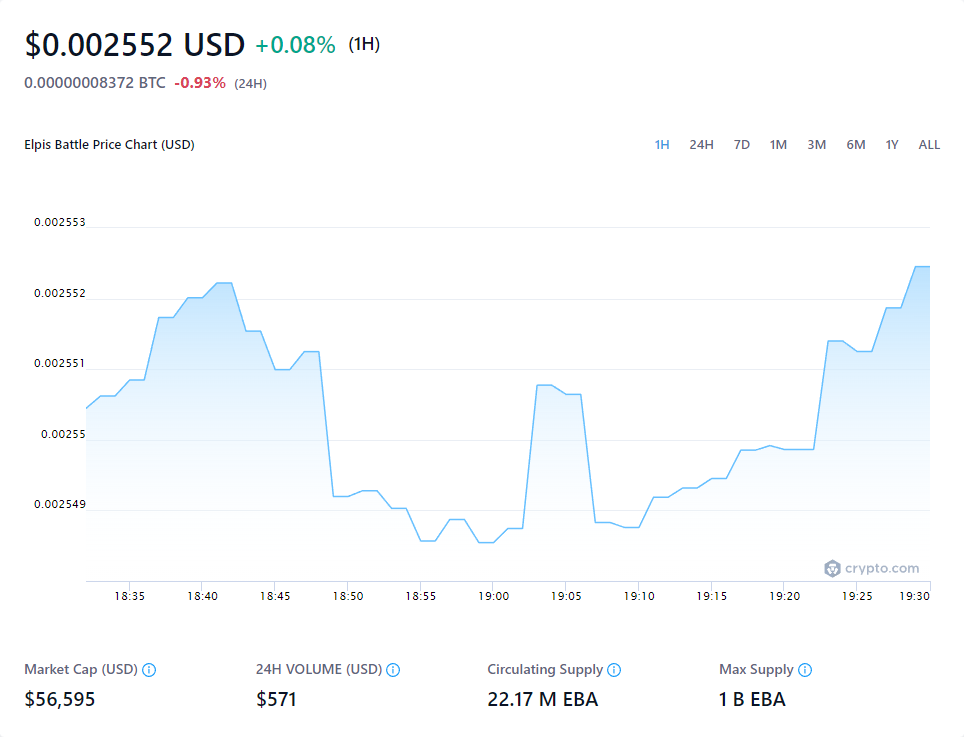 $0.002552 USD +0.08% (1H)
0.00000008372 BTC -0.93% (24H)
Elpis Battle Price Chart (USD) 1H 24H 7D 1M 3M 6M 1Y ALL
0.002553
0.002552
0.002551
0.00255
0.002549
crypto.com
18:35 18:40 18:45 18:50 18:55 19:00 19:05 19:10 19:15 19:20 19:25 19:30
Market Cap (USD) 24H VOLUME (USD) Circulating Supply Max Supply
$56,595 $571 22.17 M EBA 1 B EBA